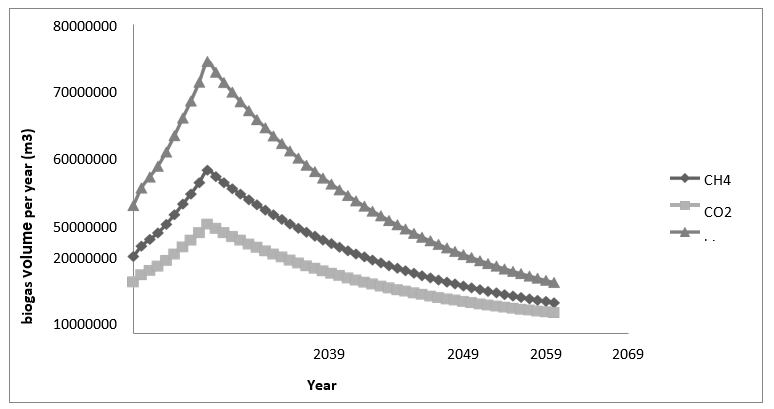 80000000
70000000
60000000
50000000
20000000
10000000
biogas volume per year (m3)
2039 2049 2059 2069
Year
CH4
CO2
. .